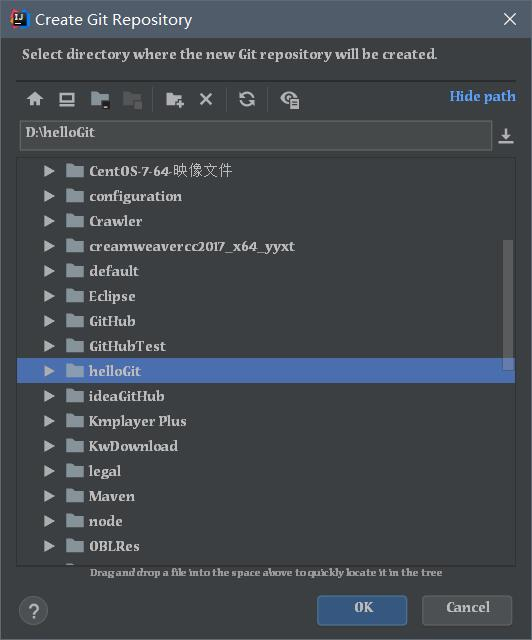 Create Git Repository
Select directory where the new Git repository will be created.
Hide path
D:\helloGit
CentOS-7-64-映像文件
configuration
Crawler
creamweavercc2017_x64_yyxt
default
Eclipse
GitHub
GitHubTest
helloGit
ideaGitHub
Kmplayer Plus
KwDownload
legal
Maven
node
OBLRes
Drag and drop a file into the space above to quickly locate it in the tree
?
OK
Cancel